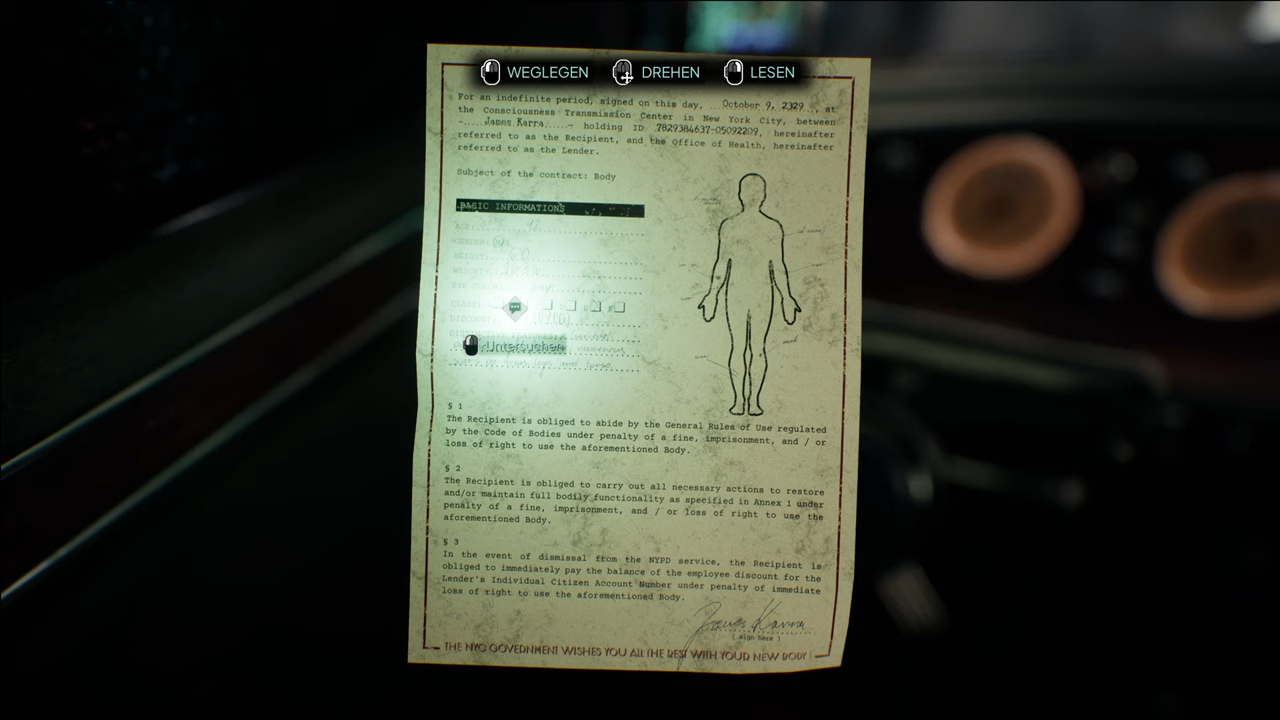 WEGLEGEN DREHEN LESEN
For an indefinite period, signed on this day, ...October 9, 2329..., at
the Consciousness Transmission Center in New York City, between
-.....James Karra.....- holding ID 7829384637-05092209, hereinafter
referred to as the Recipient, and the Office of Health, hereinafter
referred to as the Lender.
Subject of the contract: Body
BASIC INFORMATIONS
AGE:
GENDER:
HEIGHT:
WEIGHT:
EYE COLOR:
CLASS:
DISCOUNT:
Untersuchen
§ 1
The Recipient is obliged to abide by the General Rules of Use regulated
by the Code of Bodies under penalty of a fine, imprisonment, and / or
loss of right to use the aforementioned Body.
§ 2
The Recipient is obliged to carry out all necessary actions to restore
and/or maintain full bodily functionality as specified in Annex 1 under
penalty of a fine, imprisonment, and / or loss of right to use the
aforementioned Body.
§ 3
In the event of dismissal from the NYPD service, the Recipient is
obliged to immediately pay the balance of the employee discount for the
Lender's Individual Citizen Account Number under penalty of immediate
loss of right to use the aforementioned Body.
James Karra
( sign here )
THE NYC GOVERNMENT WISHES YOU ALL THE BEST WITH YOUR NEW BODY